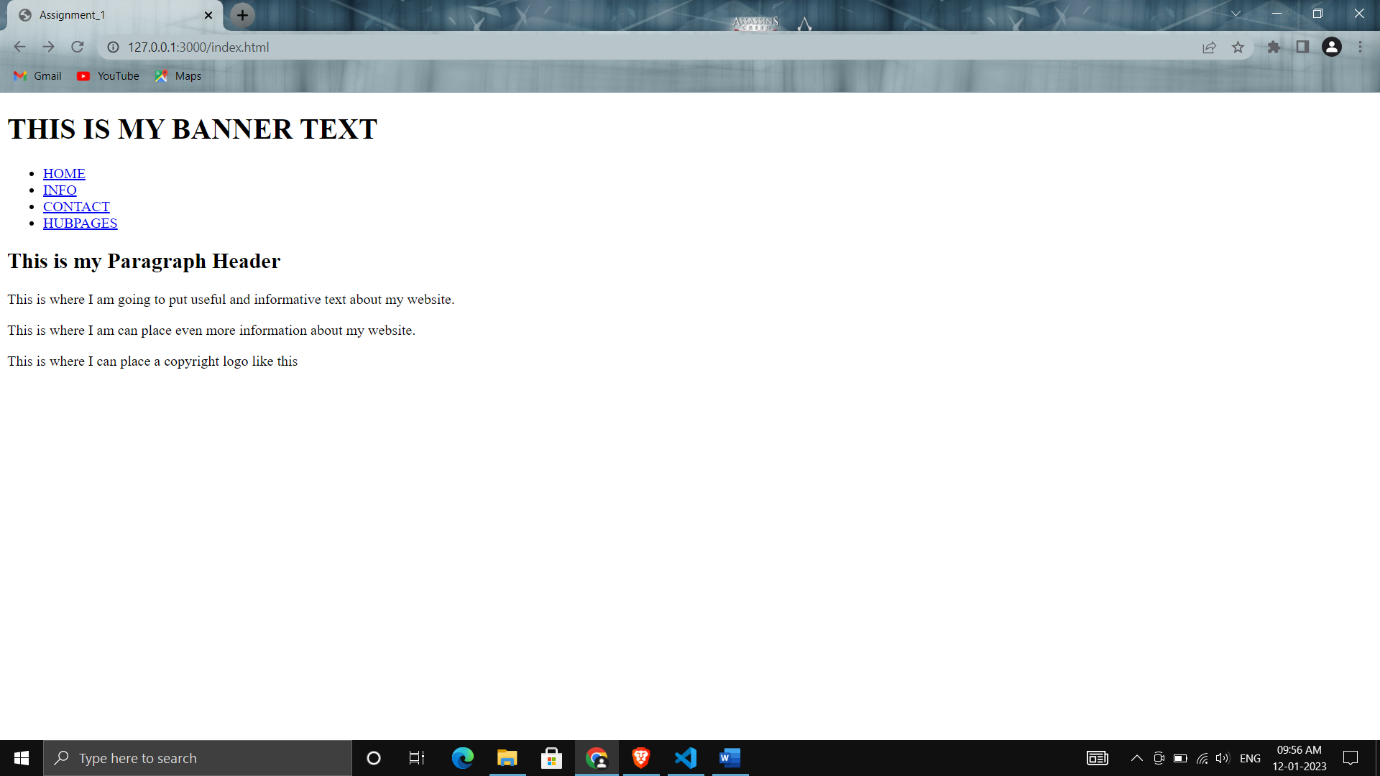 Assignment_1
ASSASSINS
127.0.0.1:3000/index.html
Gmail YouTube Maps
THIS IS MY BANNER TEXT
• HOME
• INFO
• CONTACT
• HUBPAGES
This is my Paragraph Header
This is where I am going to put useful and informative text about my website.
This is where I am can place even more information about my website.
This is where I can place a copyright logo like this
Type here to search
ENG
09:56 AM
12-01-2023